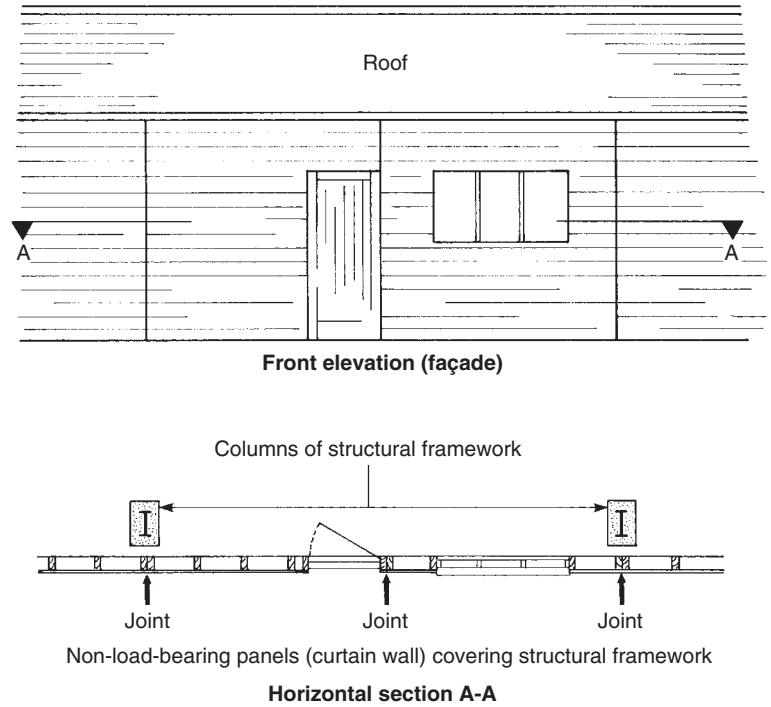 Roof
A A
Front elevation (façade)
Columns of structural framework
Joint Joint Joint
Non-load-bearing panels (curtain wall) covering structural framework
Horizontal section A-A